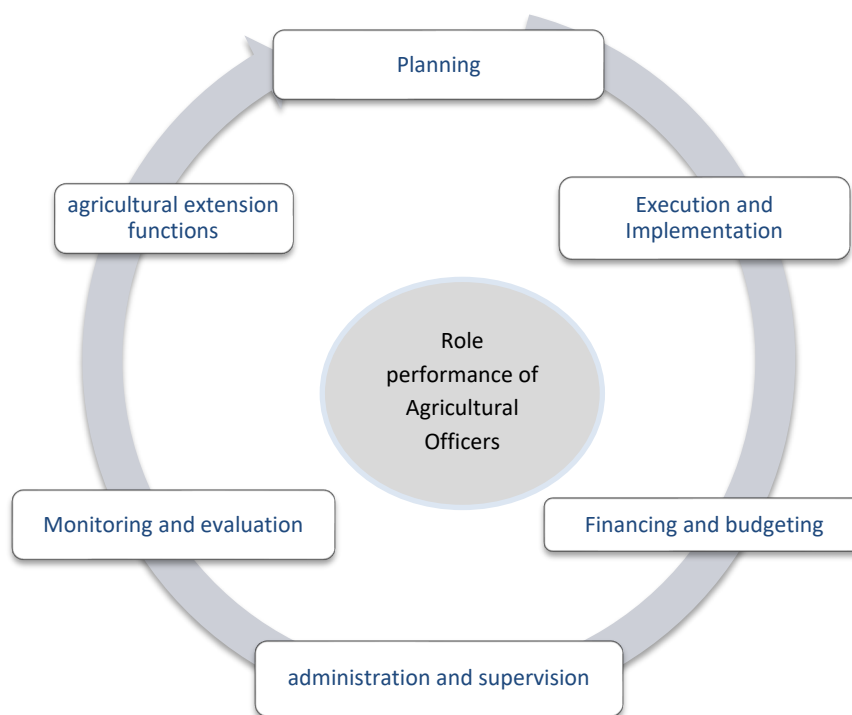 Planning
Execution and
Implementation
Financing and budgeting
administration and supervision
Monitoring and evaluation
agricultural extension
functions
Role
performance of
Agricultural
Officers